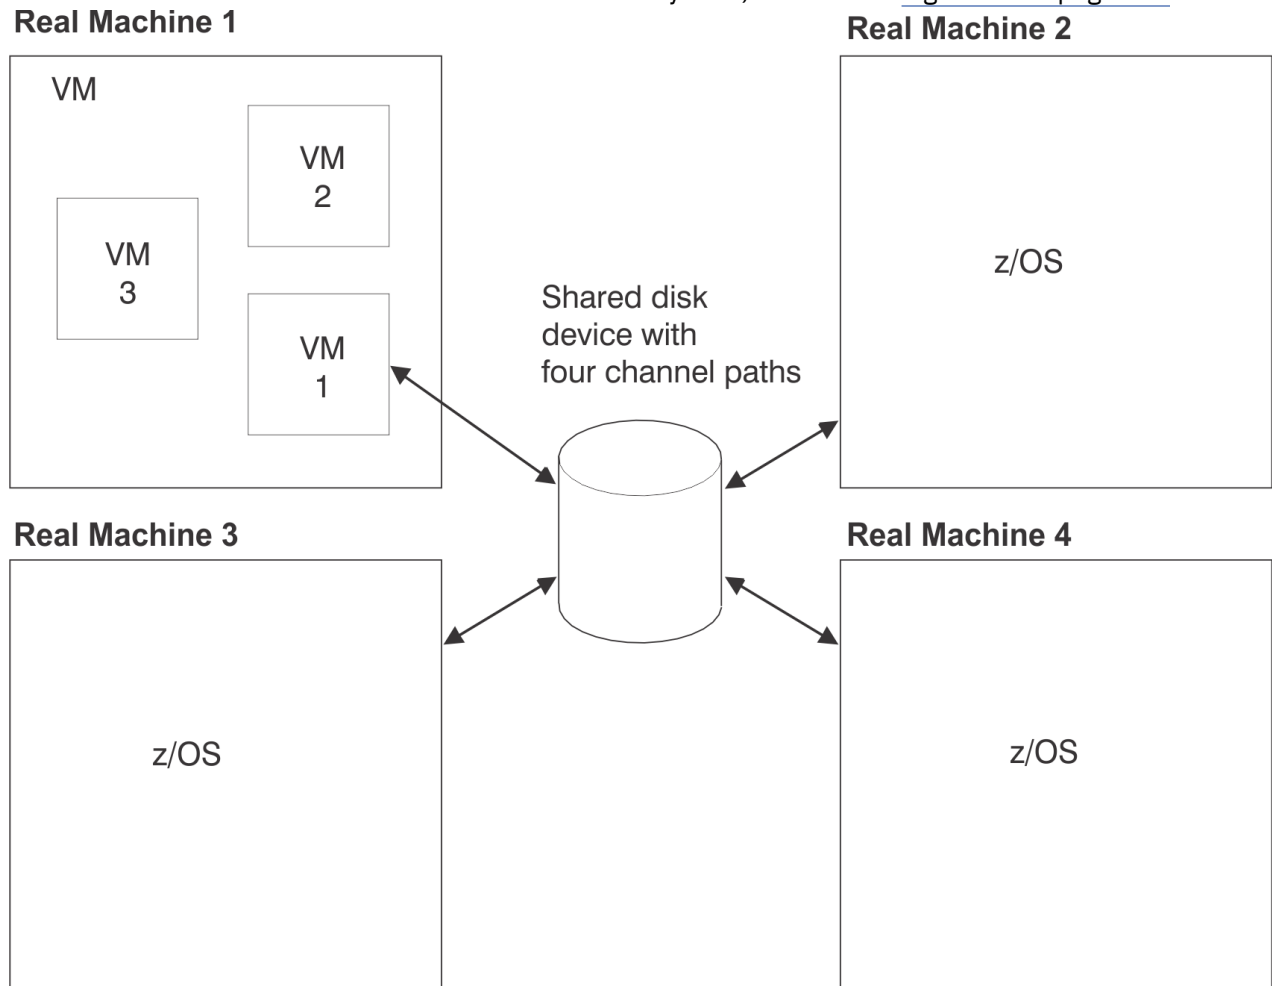 Real Machine 1
Real Machine 2
VM
VM
2
VM
3
VM
1
z/OS
Shared disk
device with
four channel paths
Real Machine 3
Real Machine 4
z/OS
z/OS